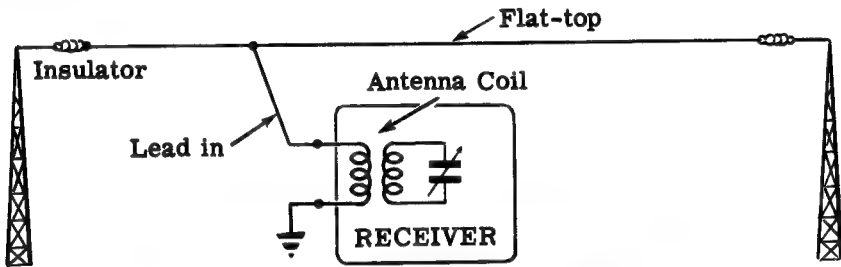 Flat-top
Insulator
Antenna Coil
Lead in
RECEIVER